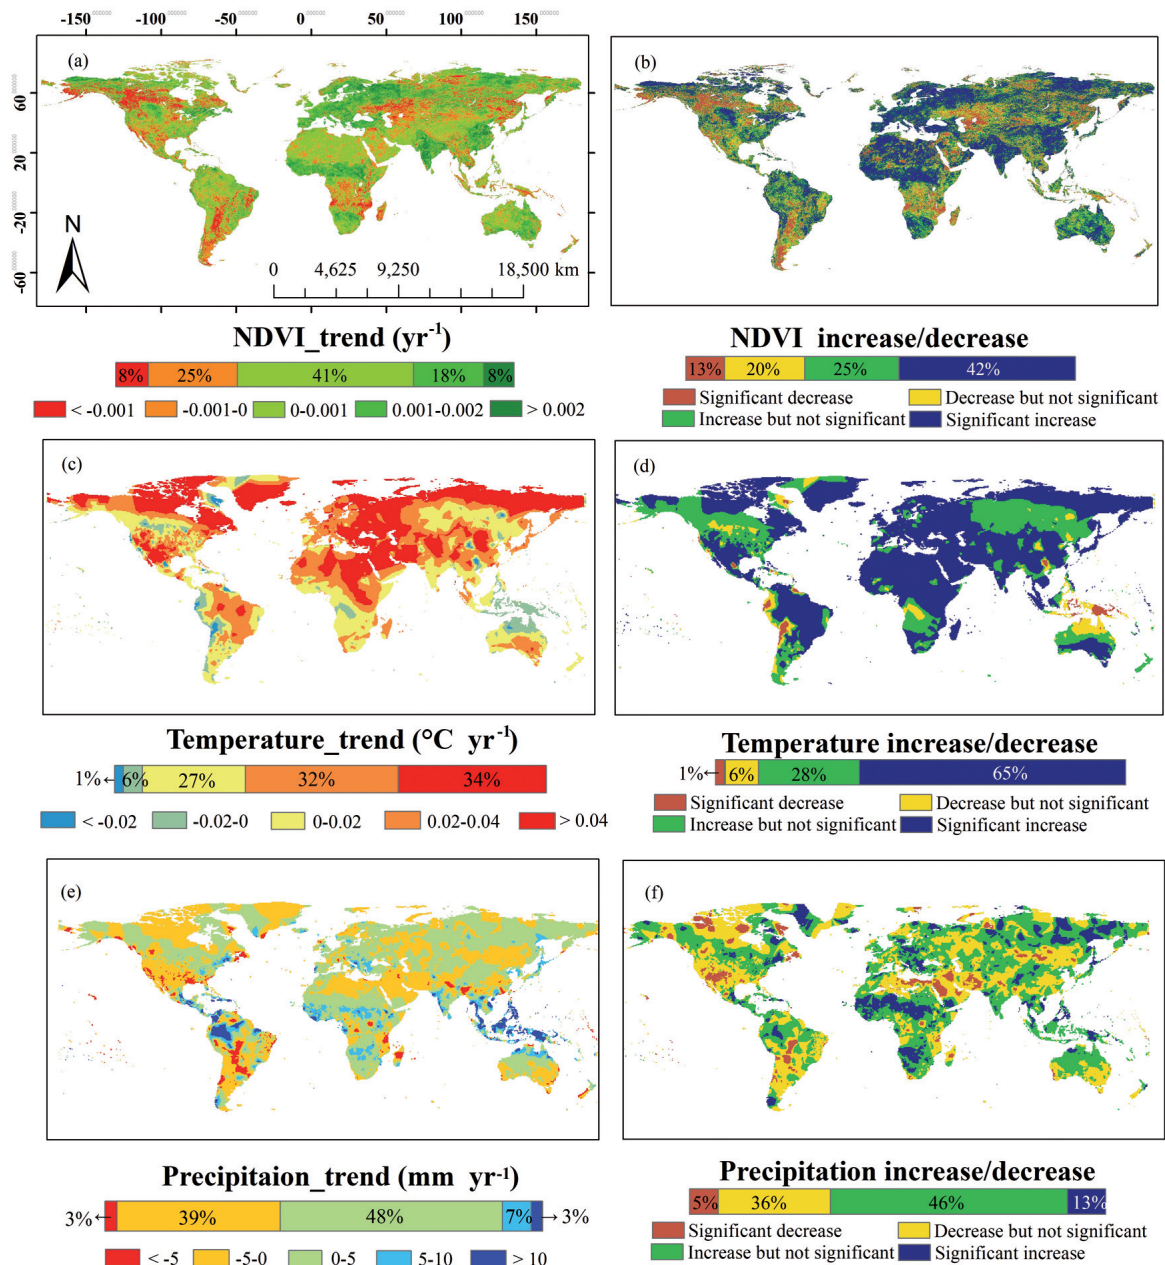 -150 -100 -50 0 50 100 150
(a)
60
20
-20
-60
N
0 4,625 9,250 18,500 km
(b)
NDVI_trend (yr-1)
8% 25% 41% 18% 8%
< -0.001 -0.001-0 0-0.001 0.001-0.002 > 0.002
NDVI increase/decrease
13% 20% 25% 42%
Significant decrease Decrease but not significant
Increase but not significant Significant increase
(c)
(d)
Temperature_trend (°C yr-1)
1% 6% 27% 32% 34%
< -0.02 -0.02-0 0-0.02 0.02-0.04 > 0.04
Temperature increase/decrease
1% 6% 28% 65%
Significant decrease Decrease but not significant
Increase but not significant Significant increase
(e)
(f)
Precipitaion_trend (mm yr-1)
3% 39% 48% 7% 3%
< -5 -5-0 0-5 5-10 > 10
Precipitation increase/decrease
5% 36% 46% 13%
Significant decrease Decrease but not significant
Increase but not significant Significant increase